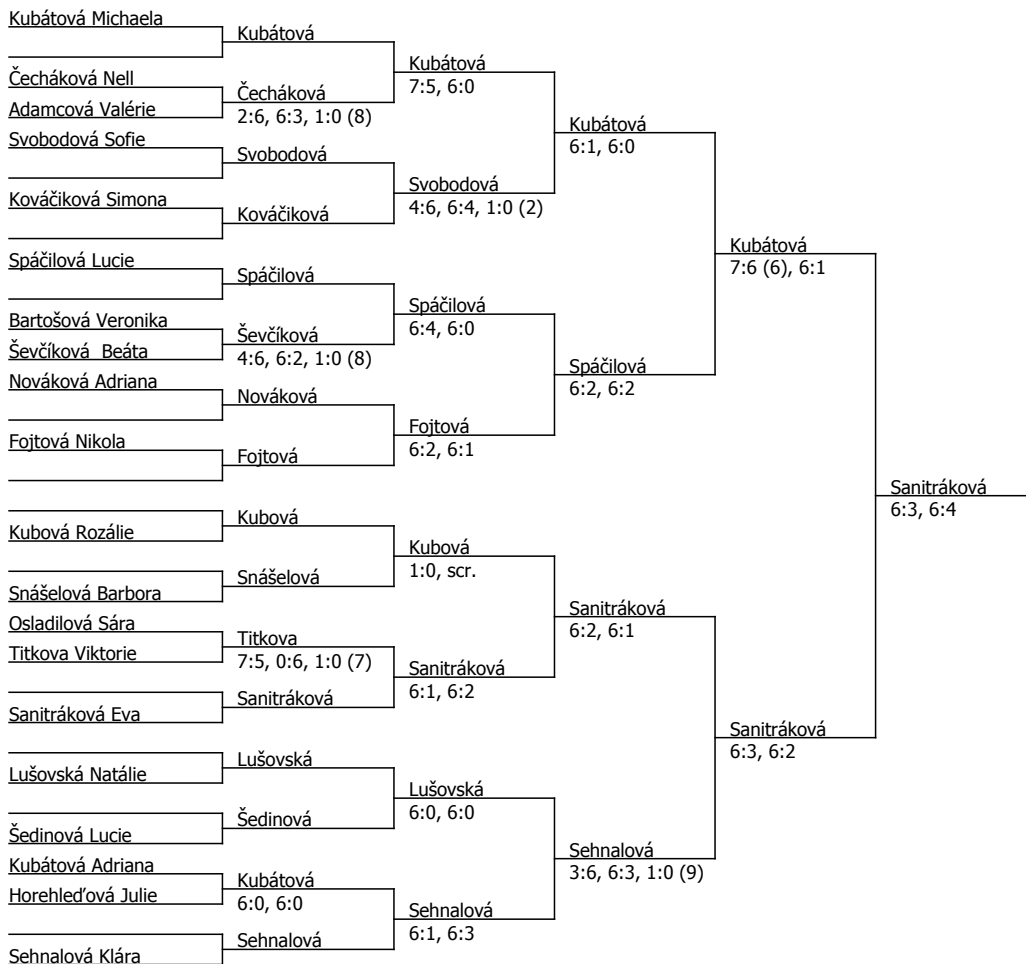 Kubátová Michaela
Čecháková Nell
Adamcová Valérie
Svobodová Sofie
Kováčiková Simona
Spáčilová Lucie
Bartošová Veronika
Ševčíková  Beáta
Nováková Adriana
Fojtová Nikola
Kubová Rozálie
Snášelová Barbora
Osladilová Sára
Titkova Viktorie
Sanitráková Eva
Lušovská Natálie
Šedinová Lucie
Kubátová Adriana
Horehleďová Julie
Sehnalová Klára
Kubátová
Čecháková
2:6, 6:3, 1:0 (8)
Svobodová
Kováčiková
Spáčilová
Ševčíková
4:6, 6:2, 1:0 (8)
Nováková
Fojtová
Kubová
Snášelová
Titkova
7:5, 0:6, 1:0 (7)
Sanitráková
Lušovská
Šedinová
Kubátová
6:0, 6:0
Sehnalová
Kubátová
7:5, 6:0
Svobodová
4:6, 6:4, 1:0 (2)
Spáčilová
6:4, 6:0
Fojtová
6:2, 6:1
Kubová
1:0, scr.
Sanitráková
6:1, 6:2
Lušovská
6:0, 6:0
Sehnalová
6:1, 6:3
Kubátová
6:1, 6:0
Spáčilová
6:2, 6:2
Sanitráková
6:2, 6:1
Sehnalová
3:6, 6:3, 1:0 (9)
Kubátová
7:6 (6), 6:1
Sanitráková
6:3, 6:2
Sanitráková
6:3, 6:4